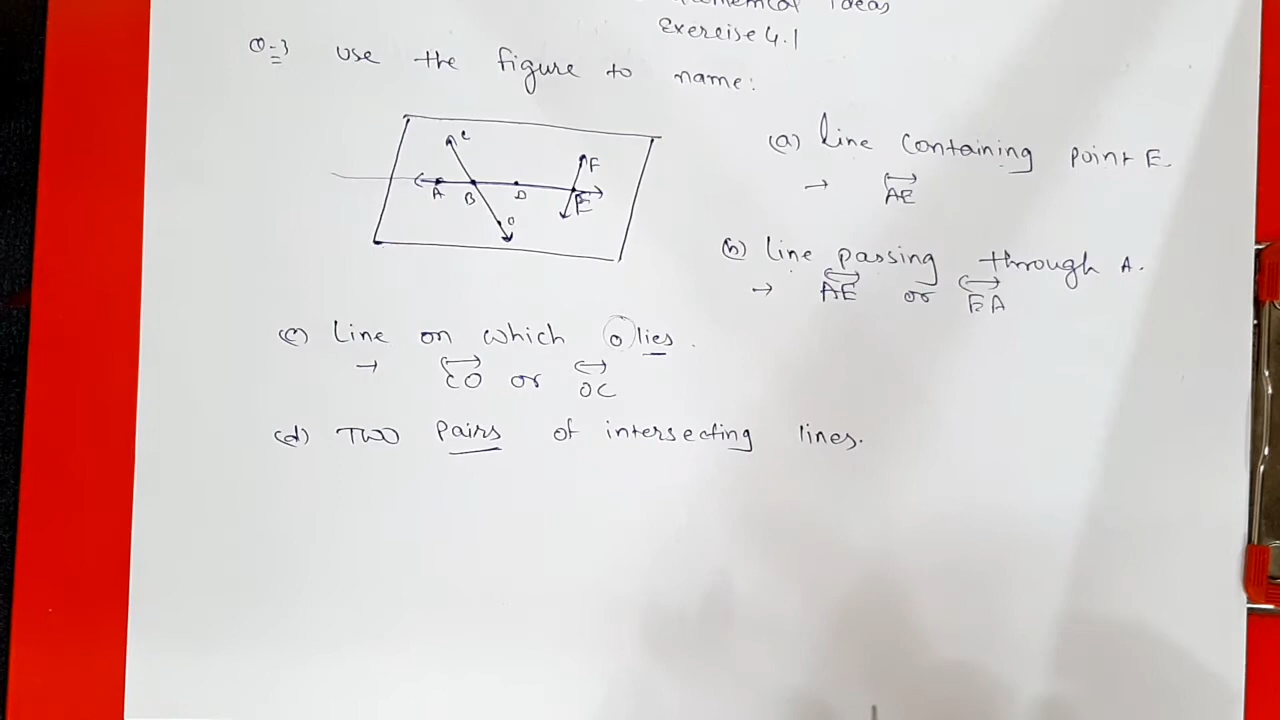 Ideas
Exercise 4.1
Q-3 Use the figure to name:
C
F
A B D E
O
(a) line containing point E.
→ AE
(b) line passing through A.
→ AE or EA
(c) Line on which O lies.
→ CO or OC
(d) TWO Pairs of intersecting lines.